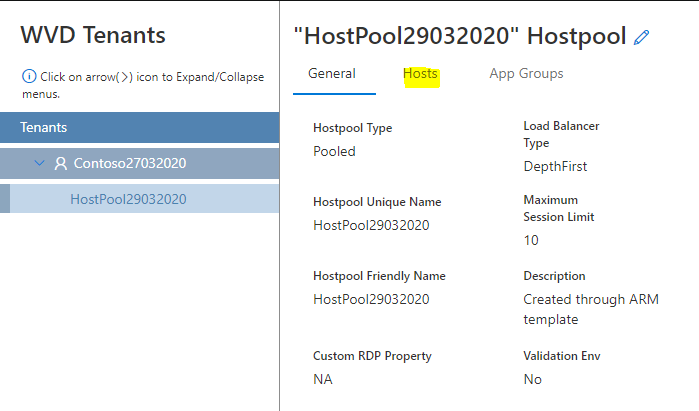 WVD Tenants
Click on arrow(>) icon to Expand/Collapse
menus.
Tenants
Contoso27032020
HostPool29032020
"HostPool29032020" Hostpool
General Hosts App Groups
Hostpool Type
Pooled
Load Balancer
Type
DepthFirst
Hostpool Unique Name
HostPool29032020
Maximum
Session Limit
10
Hostpool Friendly Name
HostPool29032020
Description
Created through ARM
template
Custom RDP Property
NA
Validation Env
No